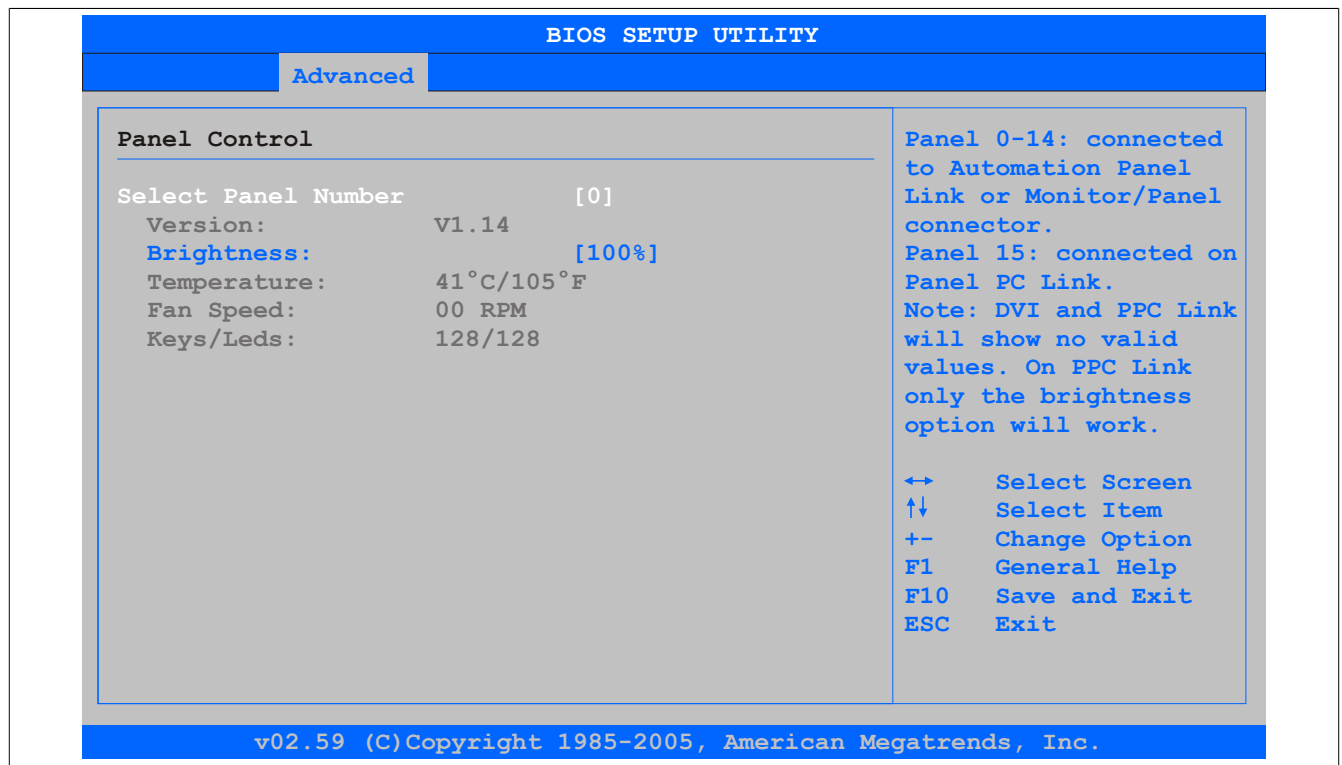 BIOS SETUP UTILITY
Advanced
Panel Control
Select Panel Number [0]
Version: V1.14
Brightness: [100%]
Temperature: 41°C/105°F
Fan Speed: 00 RPM
Keys/Leds: 128/128
Panel 0-14: connected
to Automation Panel
Link or Monitor/Panel
connector.
Panel 15: connected on
Panel PC Link.
Note: DVI and PPC Link
will show no valid
values. On PPC Link
only the brightness
option will work.
↔ Select Screen
↑↓ Select Item
+- Change Option
F1 General Help
F10 Save and Exit
ESC Exit
v02.59 (C)Copyright 1985-2005, American Megatrends, Inc.